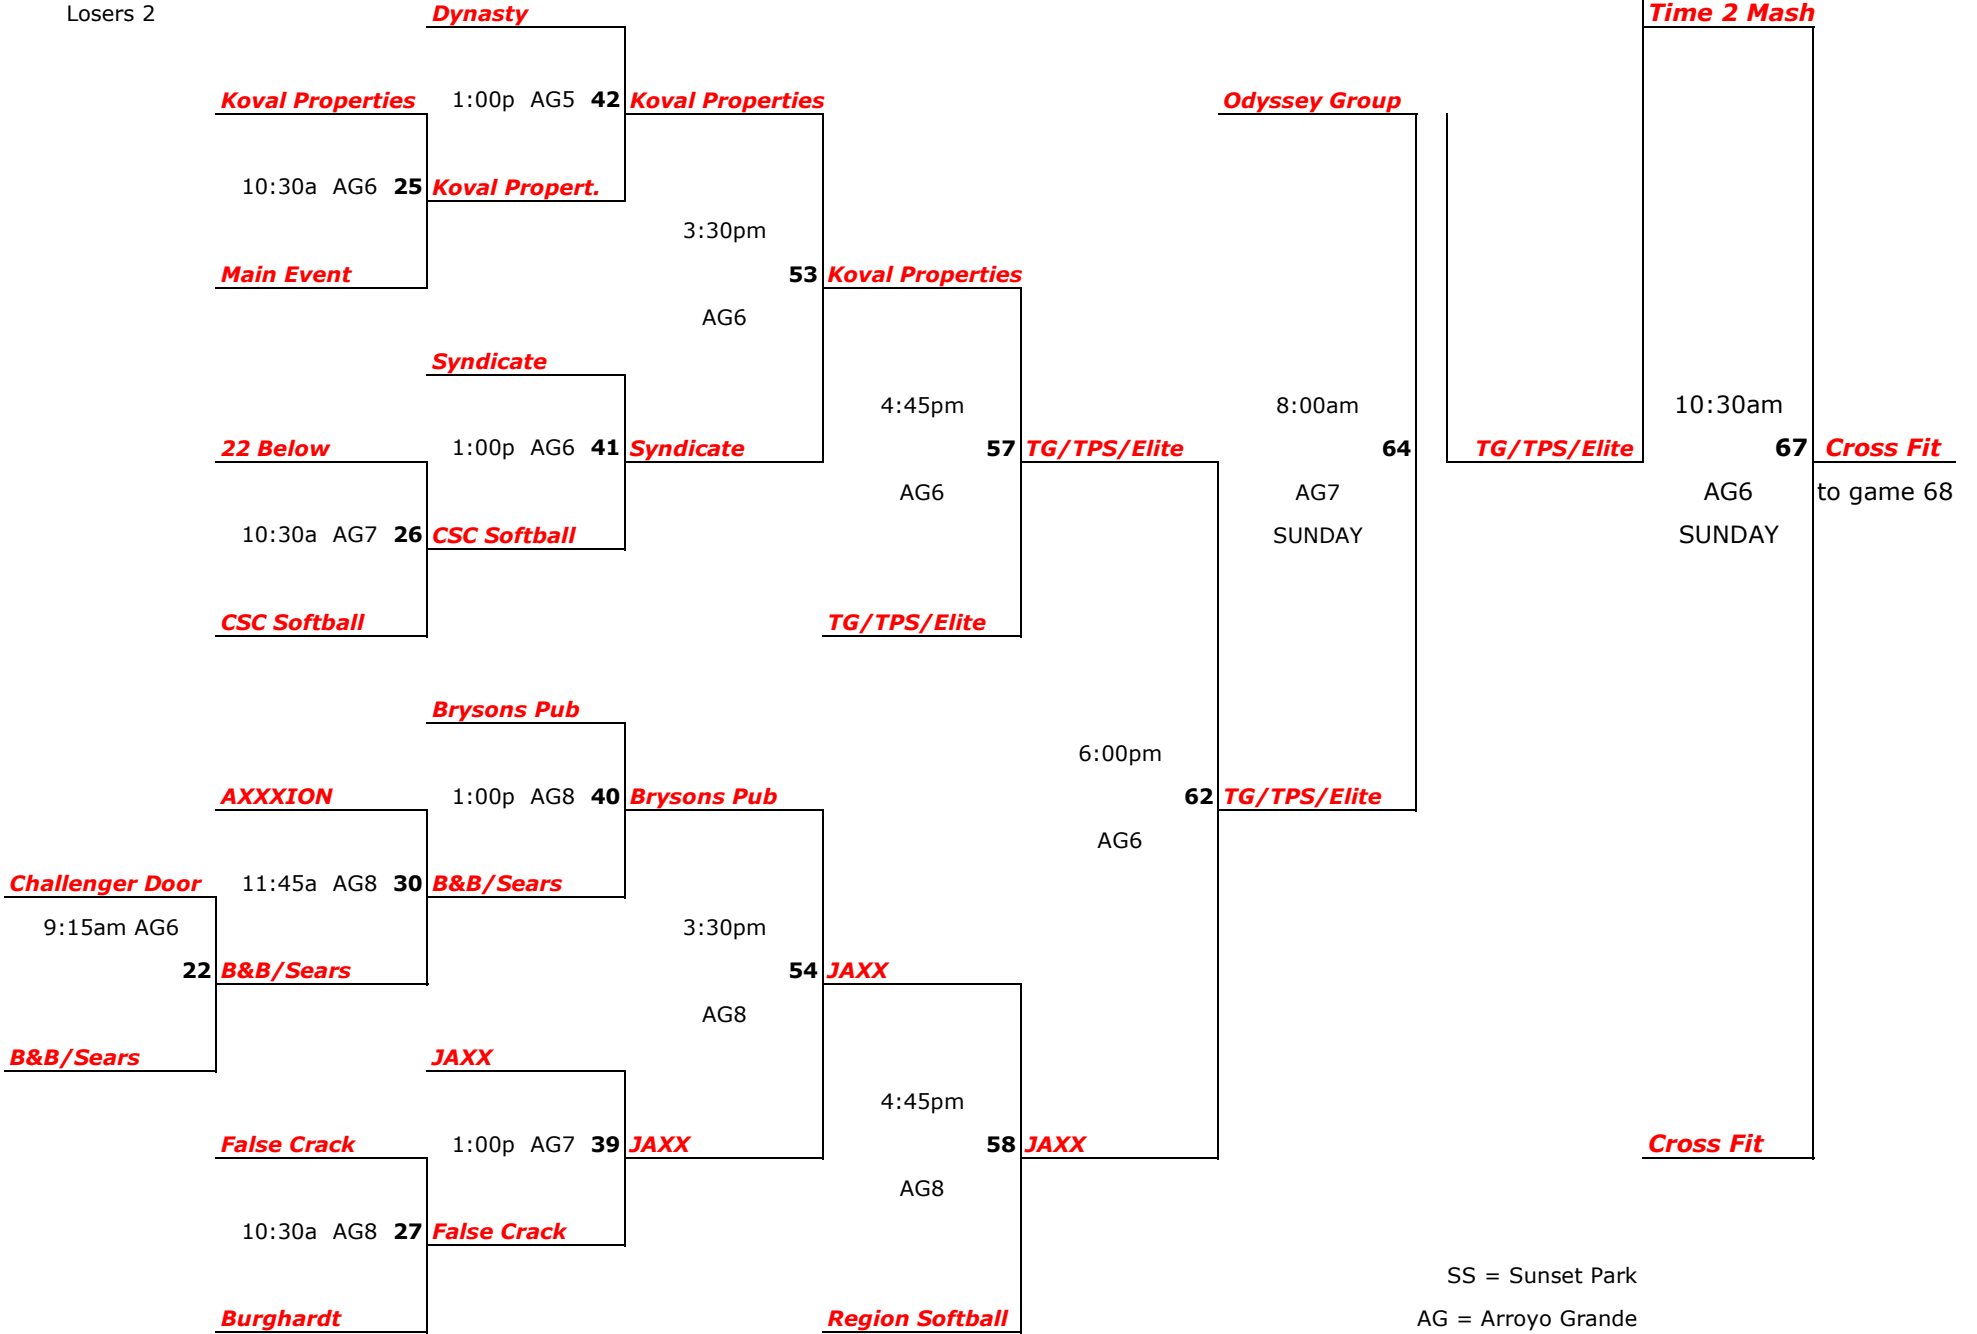 Losers 2 Dynasty Time 2 Mash
Koval Properties 1:00p AG5 42 Koval Properties Odyssey Group
10:30a AG6 25 Koval Propert.
3:30pm
Main Event 53 Koval Properties
AG6
Syndicate
4:45pm 8:00am 10:30am
22 Below 1:00p AG6 41 Syndicate 57 TG/TPS/Elite 64 TG/TPS/Elite 67 Cross Fit
AG6 AG7 AG6 to game 68
10:30a AG7 26 CSC Softball SUNDAY SUNDAY
CSC Softball TG/TPS/Elite
Brysons Pub
6:00pm
AXXXION 1:00p AG8 40 Brysons Pub 62 TG/TPS/Elite
AG6
Challenger Door 11:45a AG8 30 B&B/Sears
9:15am AG6 3:30pm
22 B&B/Sears 54 JAXX
AG8
B&B/Sears JAXX
4:45pm
False Crack 1:00p AG7 39 JAXX 58 JAXX Cross Fit
AG8
10:30a AG8 27 False Crack
SS = Sunset Park
Burghardt Region Softball AG = Arroyo Grande